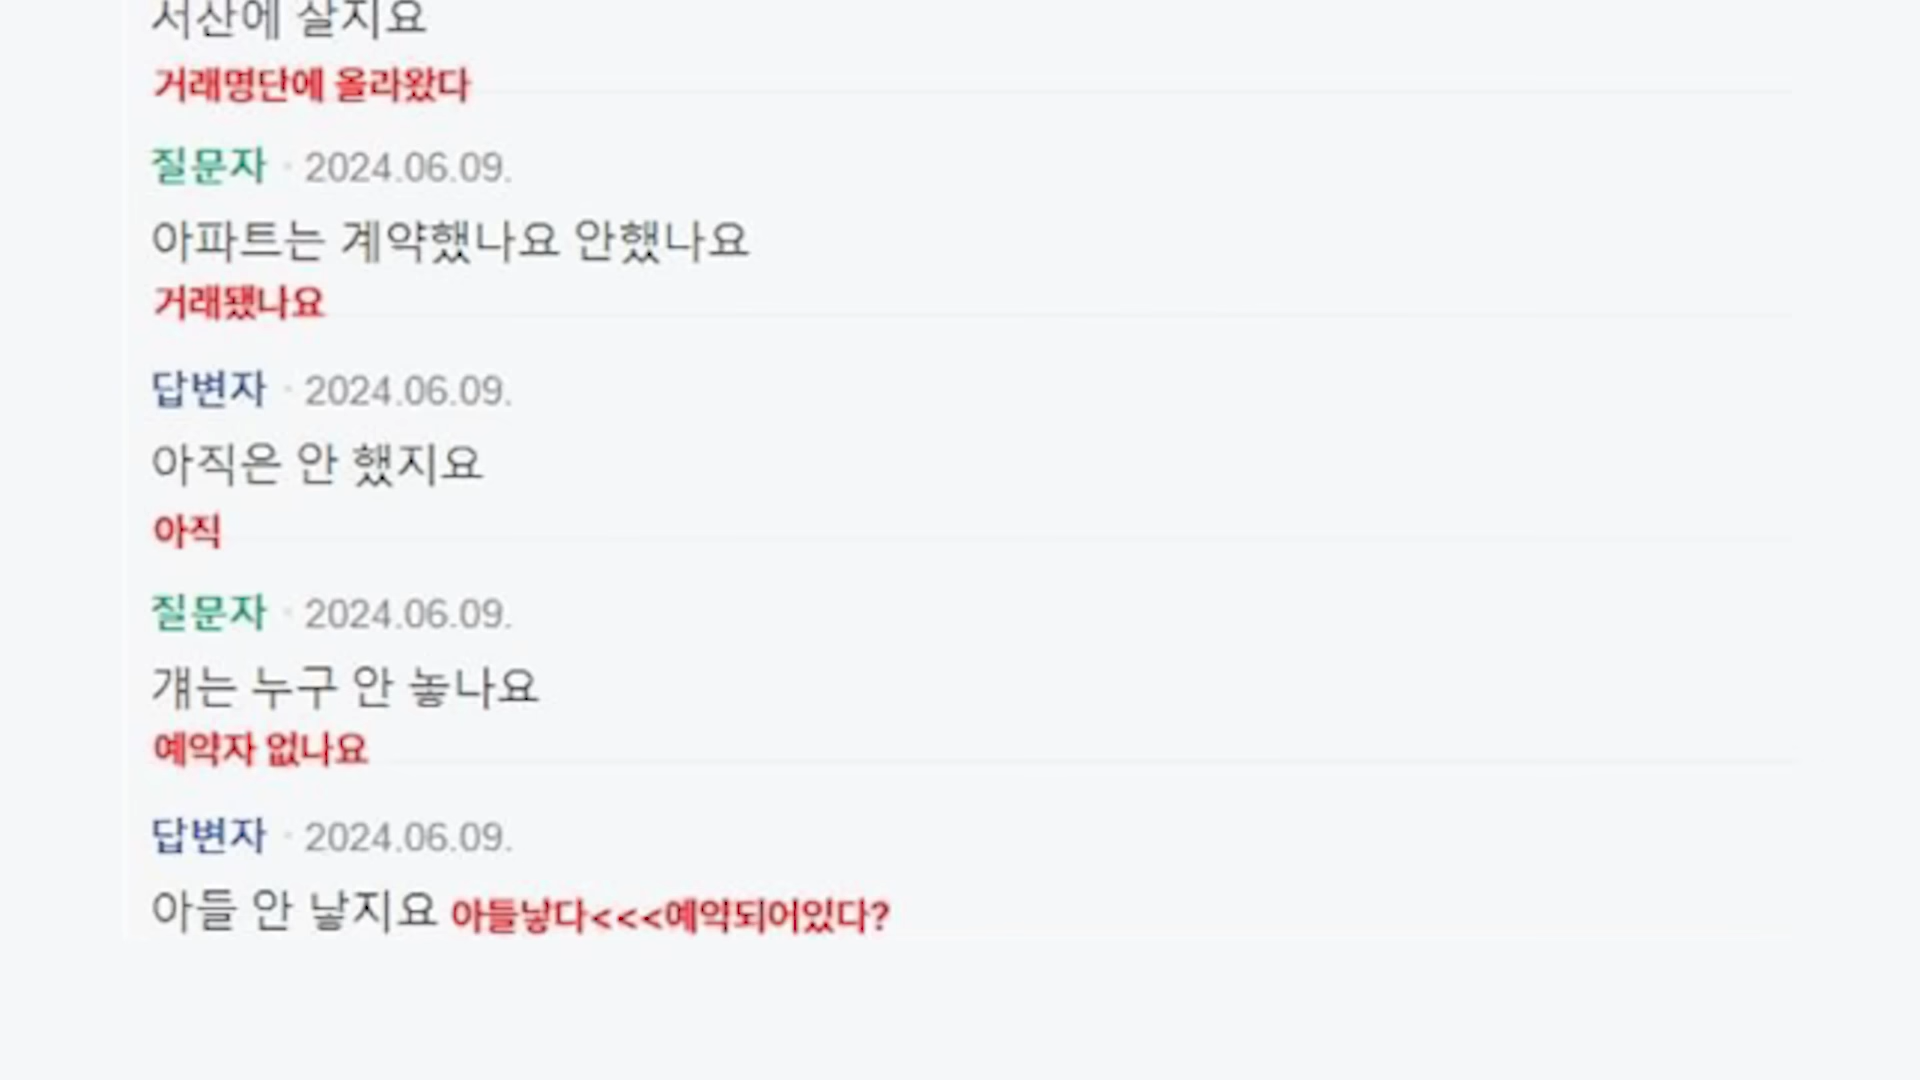 서산에 살지요
거래명단에 올라왔다
질문자 · 2024.06.09.
아파트는 계약했나요 안했나요
거래됐나요
답변자 · 2024.06.09.
아직은 안 했지요
아직
질문자 · 2024.06.09.
걔는 누구 안 놓나요
예약자 없나요
답변자 · 2024.06.09.
아들 안 낳지요 아들낳다<<<예약되어있다?